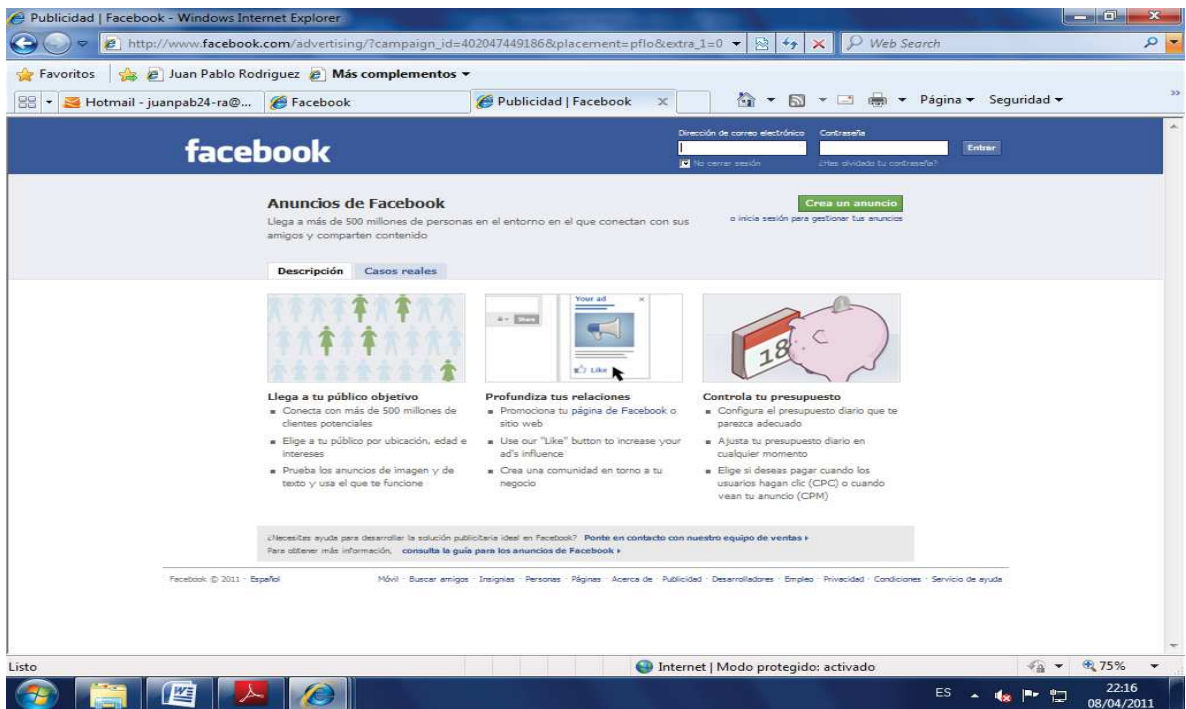 Publicidad | Facebook - Windows Internet Explorer
http://www.facebook.com/advertising/?campaign_id=402047449186&placement=pflo&extra_1=0
Web Search
Favoritos
Juan Pablo Rodriguez
Más complementos
Hotmail - juanpab24-ra@...
Facebook
Publicidad | Facebook
Página
Seguridad
facebook
Dirección de correo electrónico
Contraseña
Entrar
No cerrar sesión
¿Has olvidado tu contraseña?
Anuncios de Facebook
Llega a más de 500 millones de personas en el entorno en el que conectan con sus
amigos y comparten contenido
Crea un anuncio
o inicia sesión para gestionar tus anuncios
Descripción
Casos reales
Your ad
Share
Like
18
Llega a tu público objetivo
Conecta con más de 500 millones de
clientes potenciales
Elige a tu público por ubicación, edad e
intereses
Prueba los anuncios de imagen y de
texto y usa el que te funcione
Profundiza tus relaciones
Promociona tu página de Facebook o
sitio web
Use our "Like" button to increase your
ad's influence
Crea una comunidad en torno a tu
negocio
Controla tu presupuesto
Configura el presupuesto diario que te
parezca adecuado
Ajusta tu presupuesto diario en
cualquier momento
Elige si deseas pagar cuando los
usuarios hagan clic (CPC) o cuando
vean tu anuncio (CPM)
¿Necesitas ayuda para desarrollar la solución publicitaria ideal en Facebook? Ponte en contacto con nuestro equipo de ventas
Para obtener más información, consulta la guía para los anuncios de Facebook
Facebook © 2011 · Español
Móvil · Buscar amigos · Insignias · Personas · Páginas · Acerca de · Publicidad · Desarrolladores · Empleo · Privacidad · Condiciones · Servicio de ayuda
Listo
Internet | Modo protegido: activado
75%
ES
22:16
08/04/2011